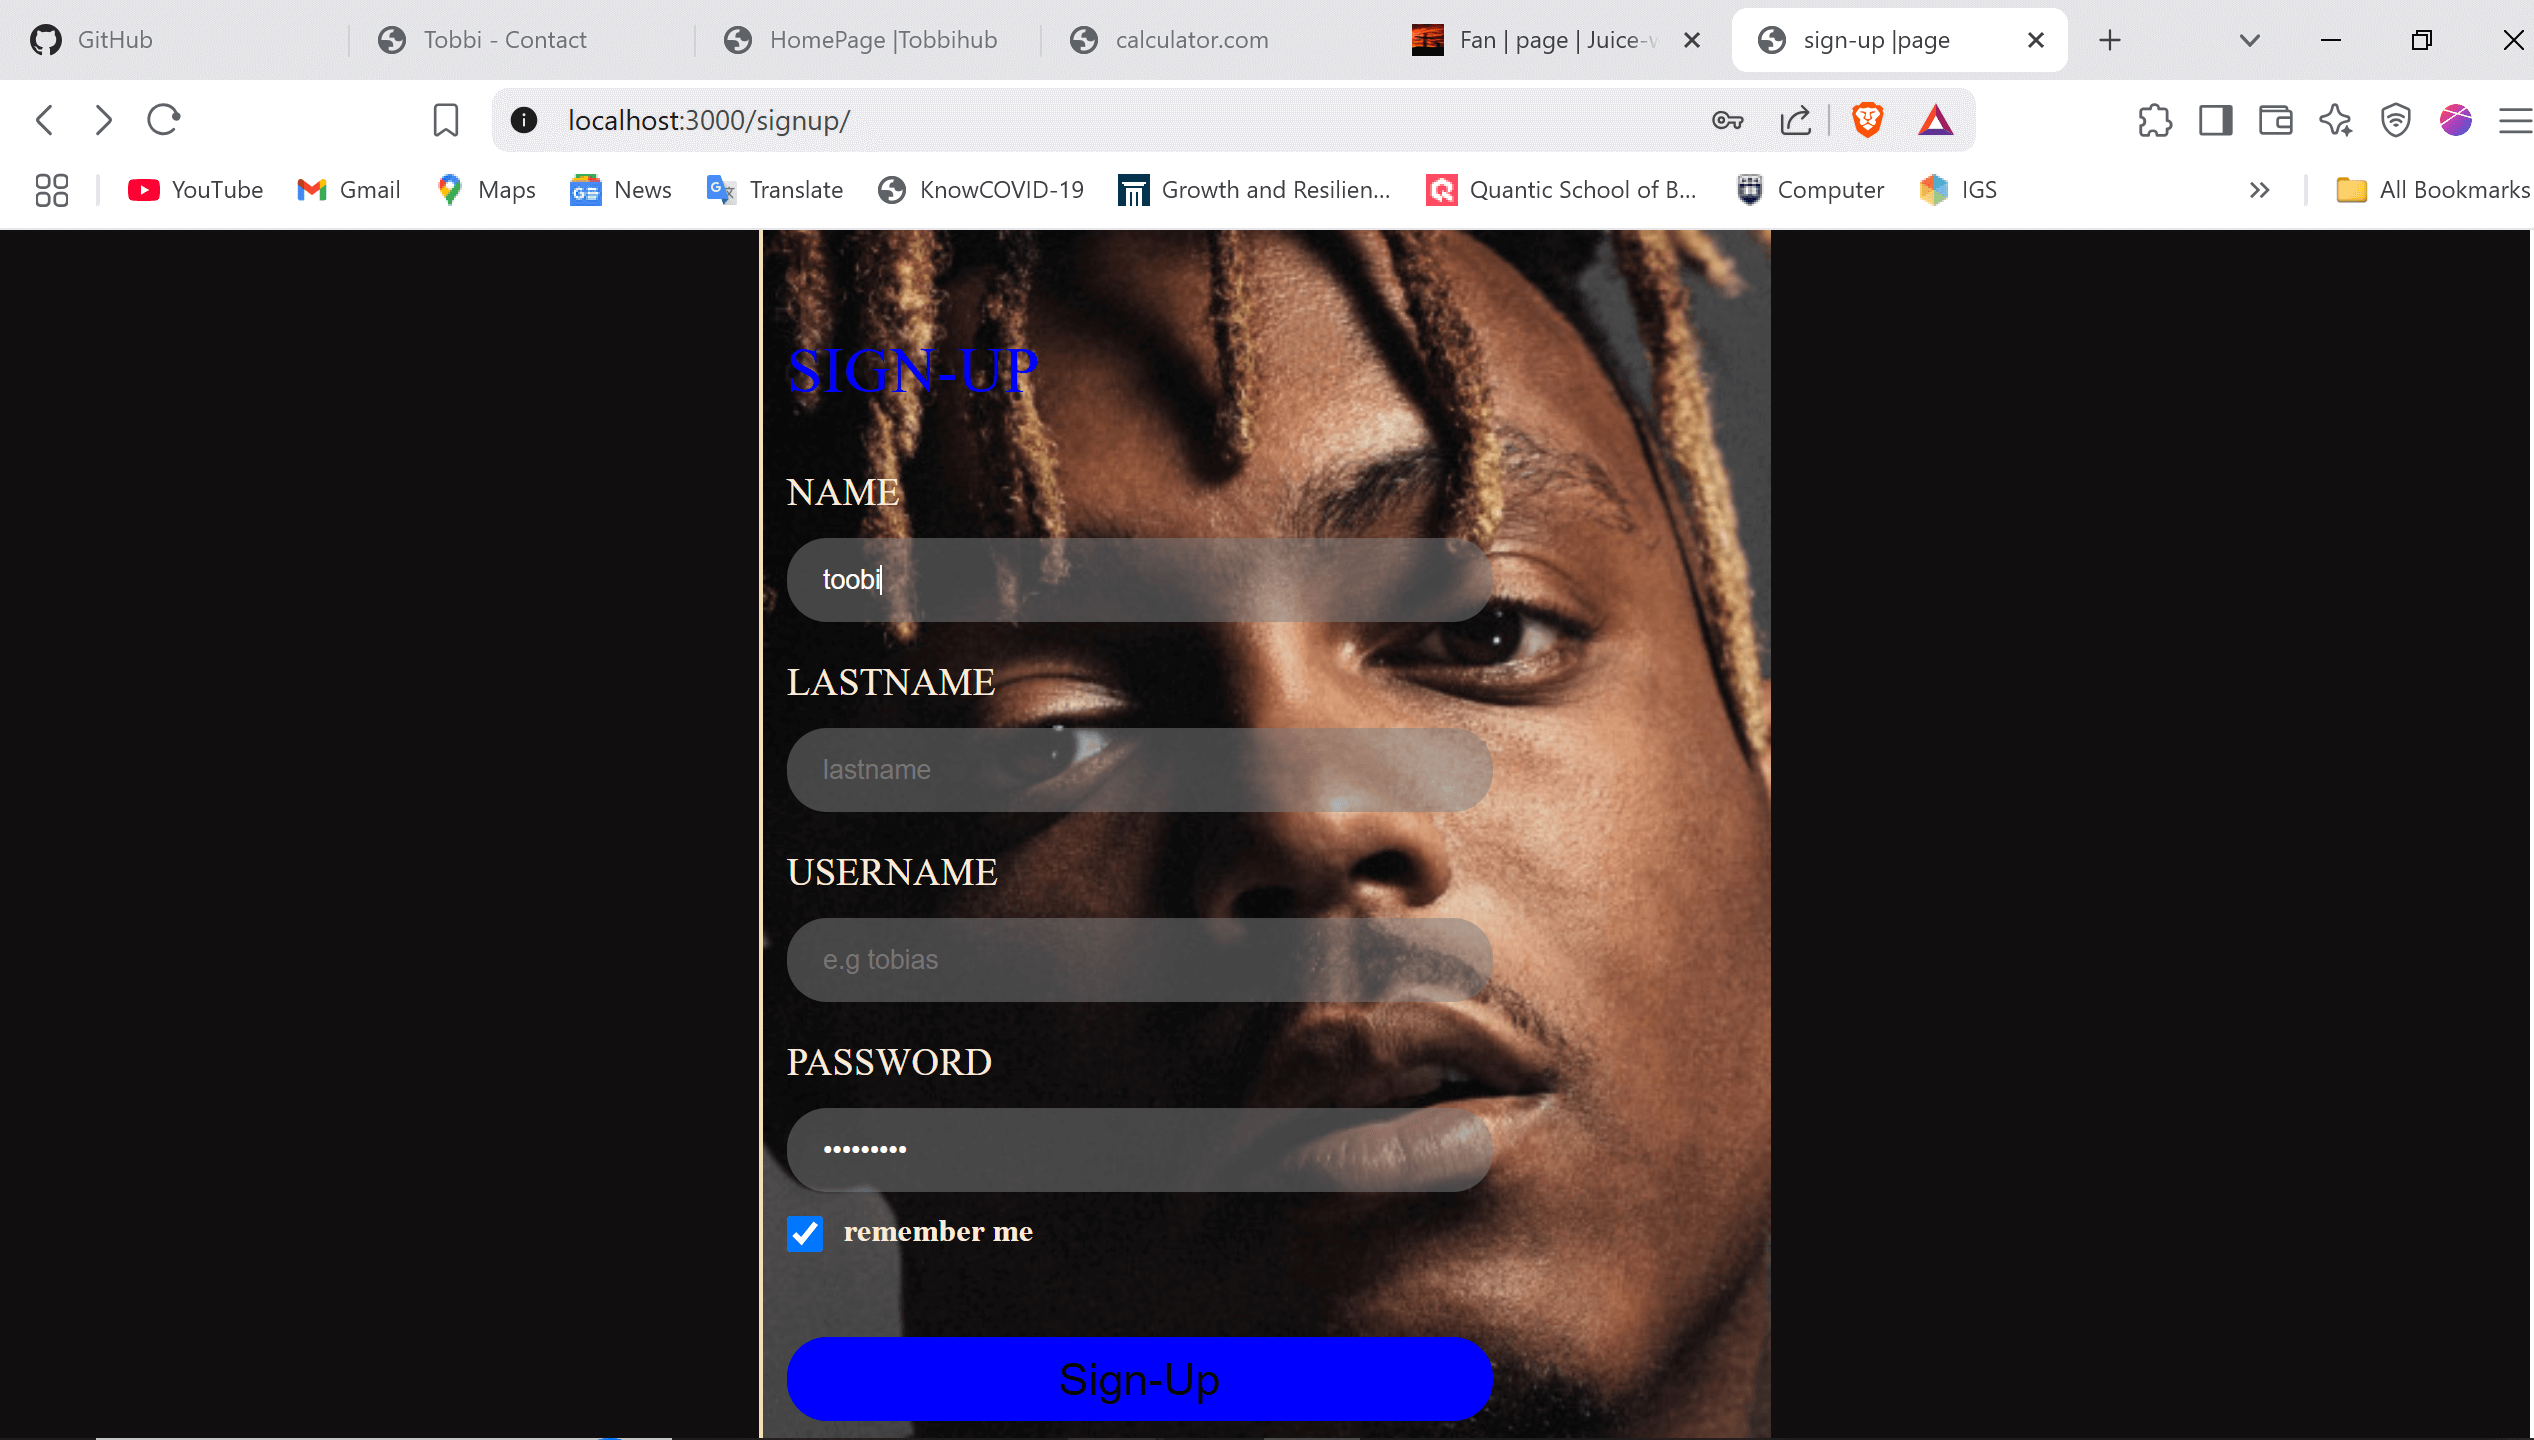 GitHub
Tobbi - Contact
HomePage |Tobbihub
calculator.com
Fan | page | Juice-w
sign-up |page
localhost:3000/signup/
YouTube
Gmail
Maps
News
Translate
KnowCOVID-19
Growth and Resilien...
Quantic School of B...
Computer
IGS
All Bookmarks
SIGN-UP
NAME
toobi
LASTNAME
lastname
USERNAME
e.g tobias
PASSWORD
•••••••••
remember me
Sign-Up